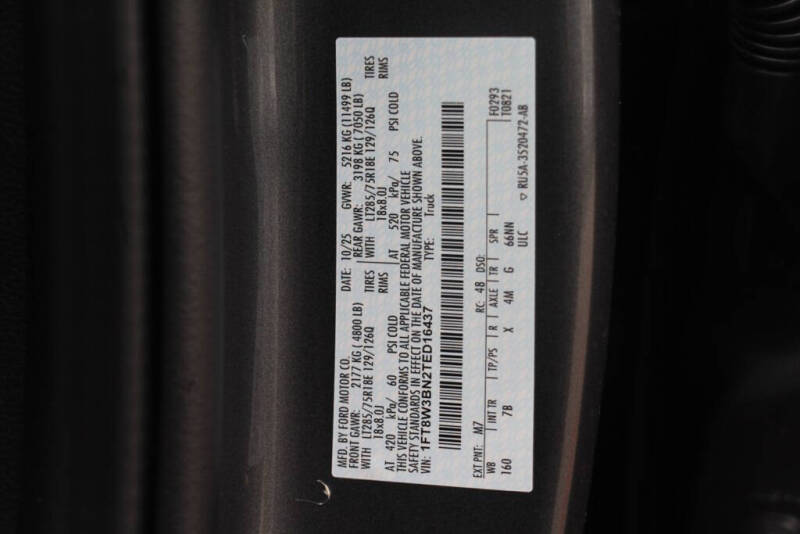 MFD. BY FORD MOTOR CO.
DATE: 10/25 GVWR: 5216 KG (11499 LB)
FRONT GAWR: 2177 KG ( 4800 LB) REAR GAWR: 3198 KG ( 7050 LB)
WITH LT285/75R18E 129/126Q TIRES WITH LT285/75R18E 129/126Q TIRES
18x8.0J RIMS 18x8.0J RIMS
AT 420 kPa/ 60 PSI COLD AT 520 kPa/ 75 PSI COLD
THIS VEHICLE CONFORMS TO ALL APPLICABLE FEDERAL MOTOR VEHICLE
SAFETY STANDARDS IN EFFECT ON THE DATE OF MANUFACTURE SHOWN ABOVE.
VIN: 1FT8W3BN2TED16437 TYPE: Truck
F0293
T0821
EXT PNT: M7 RC: 48 DSO:
WB INT TR TP/PS R AXLE TR SPR
160 7B X 4M G 66NN
ULC
▽ RU5A-3520472-AB